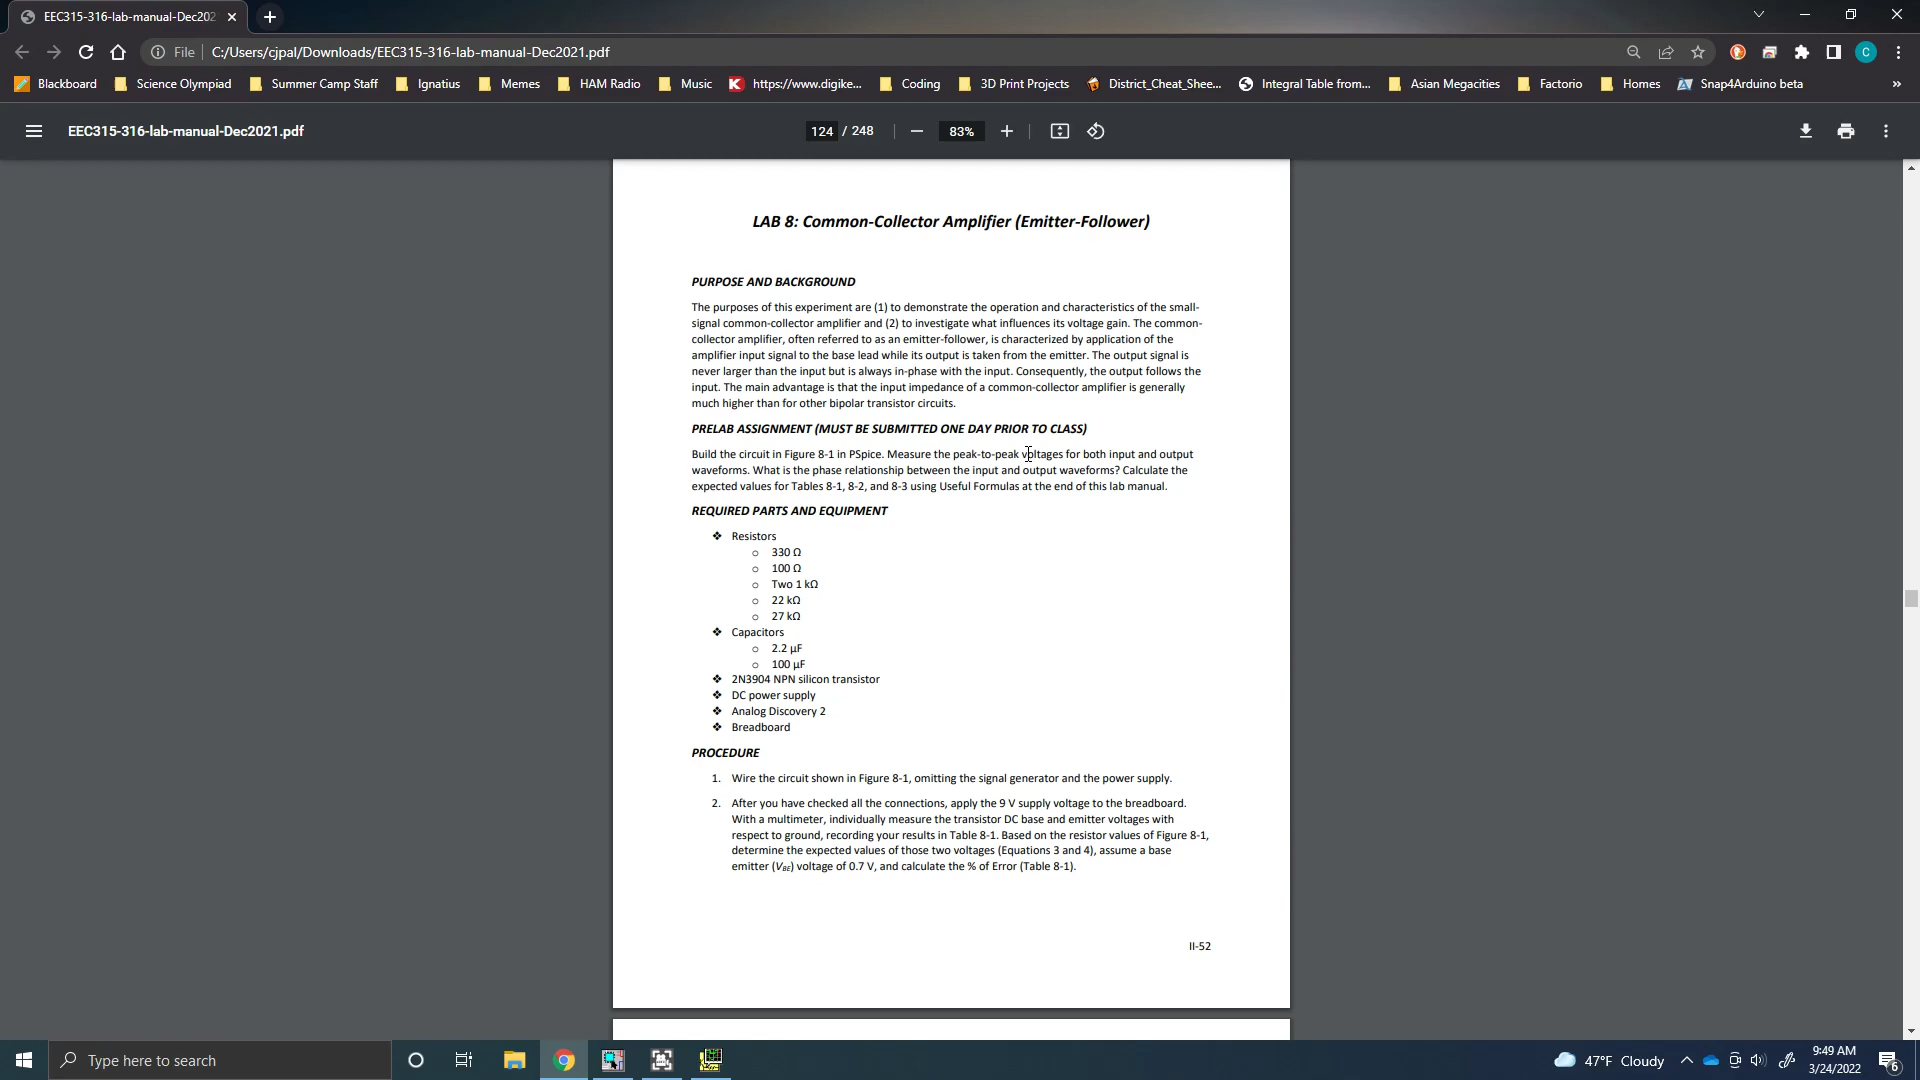 EEC315-316-lab-manual-Dec202
File
C:/Users/cjpal/Downloads/EEC315-316-lab-manual-Dec2021.pdf
C
Blackboard Science Olympiad Summer Camp Staff Ignatius Memes HAM Radio Music https://www.digike... Coding 3D Print Projects District_Cheat_Shee... Integral Table from... Asian Megacities Factorio Homes Snap4Arduino beta »
EEC315-316-lab-manual-Dec2021.pdf 124 / 248 83%
LAB 8: Common-Collector Amplifier (Emitter-Follower)
PURPOSE AND BACKGROUND
The purposes of this experiment are (1) to demonstrate the operation and characteristics of the small-
signal common-collector amplifier and (2) to investigate what influences its voltage gain. The common-
collector amplifier, often referred to as an emitter-follower, is characterized by application of the
amplifier input signal to the base lead while its output is taken from the emitter. The output signal is
never larger than the input but is always in-phase with the input. Consequently, the output follows the
input. The main advantage is that the input impedance of a common-collector amplifier is generally
much higher than for other bipolar transistor circuits.
PRELAB ASSIGNMENT (MUST BE SUBMITTED ONE DAY PRIOR TO CLASS)
Build the circuit in Figure 8-1 in PSpice. Measure the peak-to-peak voltages for both input and output
waveforms. What is the phase relationship between the input and output waveforms? Calculate the
expected values for Tables 8-1, 8-2, and 8-3 using Useful Formulas at the end of this lab manual.
REQUIRED PARTS AND EQUIPMENT
❖ Resistors
o 330 Ω
o 100 Ω
o Two 1 kΩ
o 22 kΩ
o 27 kΩ
❖ Capacitors
o 2.2 µF
o 100 µF
❖ 2N3904 NPN silicon transistor
❖ DC power supply
❖ Analog Discovery 2
❖ Breadboard
PROCEDURE
1. Wire the circuit shown in Figure 8-1, omitting the signal generator and the power supply.
2. After you have checked all the connections, apply the 9 V supply voltage to the breadboard.
With a multimeter, individually measure the transistor DC base and emitter voltages with
respect to ground, recording your results in Table 8-1. Based on the resistor values of Figure 8-1,
determine the expected values of those two voltages (Equations 3 and 4), assume a base
emitter (VBE) voltage of 0.7 V, and calculate the % of Error (Table 8-1).
II-52
Type here to search
47°F Cloudy
9:49 AM
3/24/2022
6